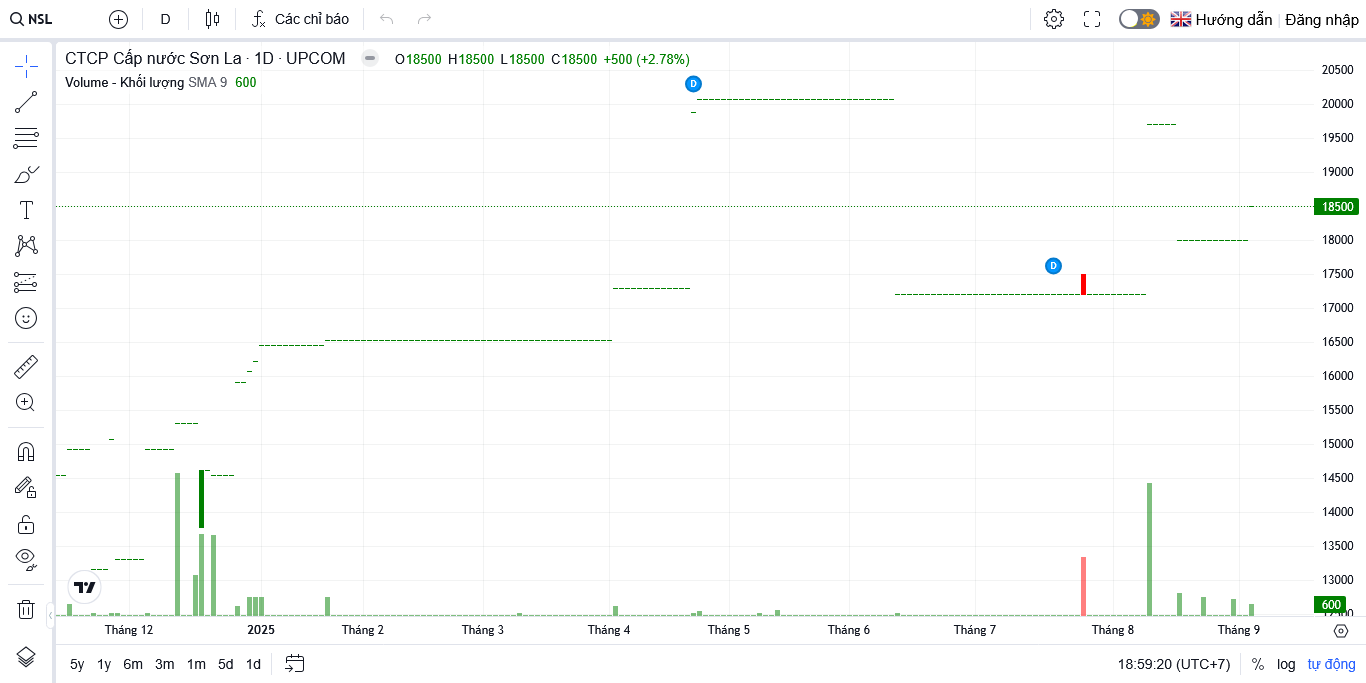 NSL D Các chỉ báo Hướng dẫn Đăng nhập
CTCP Cấp nước Sơn La · 1D · UPCOM O18500 H18500 L18500 C18500 +500 (+2.78%)
Volume - Khối lượng SMA 9 600
D
D
20500
20000
19500
19000
18500
18000
17500
17000
16500
16000
15500
15000
14500
14000
13500
13000
600
Tháng 12 2025 Tháng 2 Tháng 3 Tháng 4 Tháng 5 Tháng 6 Tháng 7 Tháng 8 Tháng 9
5y 1y 6m 3m 1m 5d 1d 18:59:20 (UTC+7) % log tự động